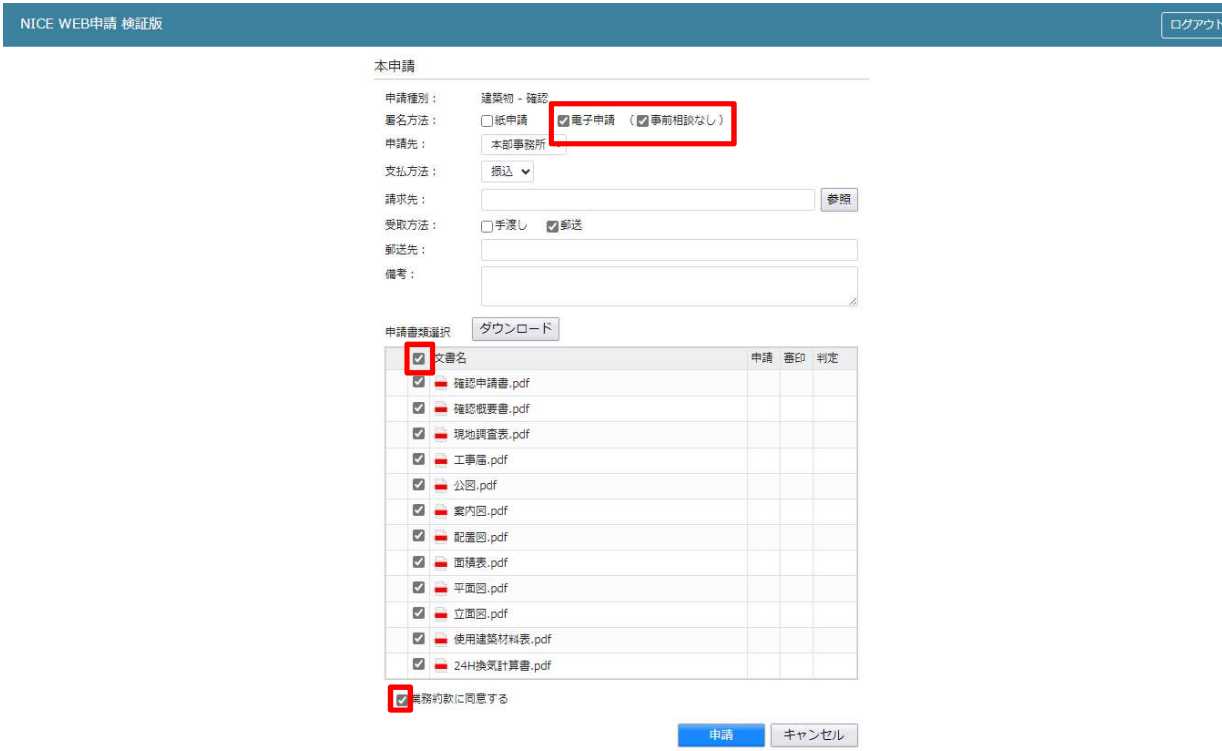 NICE WEB申請 検証版
ログアウト
本申請
申請種別： 建築物 - 確認
署名方法： 紙申請 電子申請 （ 事前相談なし ）
申請先： 本部事務所
支払方法： 振込
請求先： 参照
受取方法： 手渡し 郵送
郵送先：
備考：
申請書類選択 ダウンロード
文書名 申請 審印 判定
確認申請書.pdf
確認概要書.pdf
現地調査表.pdf
工事届.pdf
公図.pdf
案内図.pdf
配置図.pdf
面積表.pdf
平面図.pdf
立面図.pdf
使用建築材料表.pdf
24H換気計算書.pdf
業務約款に同意する
申請 キャンセル